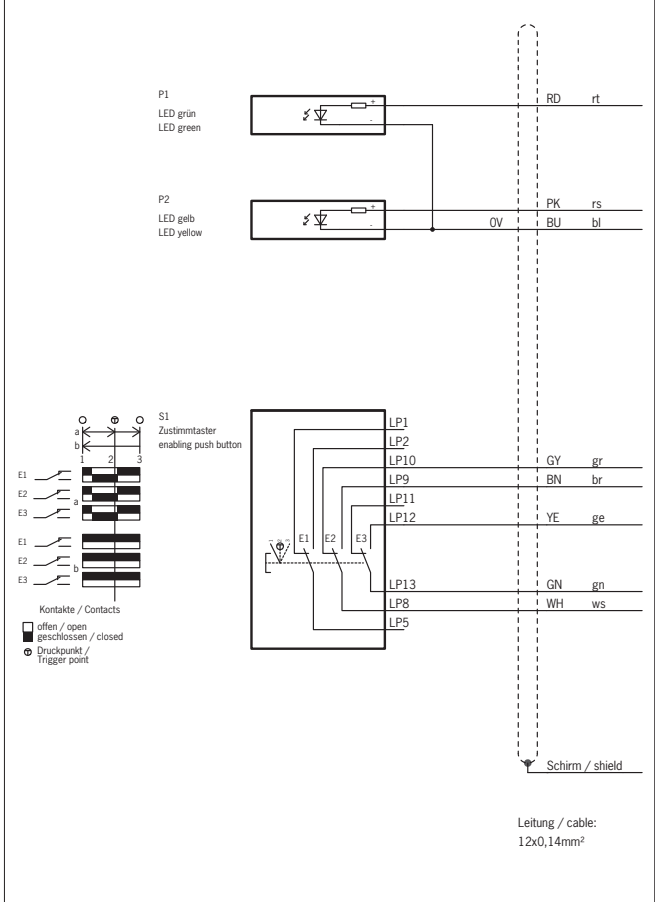 P1
LED grün
LED green
+
-
RD rt
P2
LED gelb
LED yellow
+
-
PK rs
0V BU bl
S1
Zustimmtaster
enabling push button
a
b
1 2 3
E1
E2
a
E3
E1
E2
b
E3
Kontakte / Contacts
offen / open
geschlossen / closed
Druckpunkt /
Trigger point
LP1
LP2
LP10 GY gr
LP9 BN br
LP11
LP12 YE ge
1 2 3
E1 E2 E3
LP13 GN gn
LP8 WH ws
LP5
Schirm / shield
Leitung / cable:
12x0,14mm²